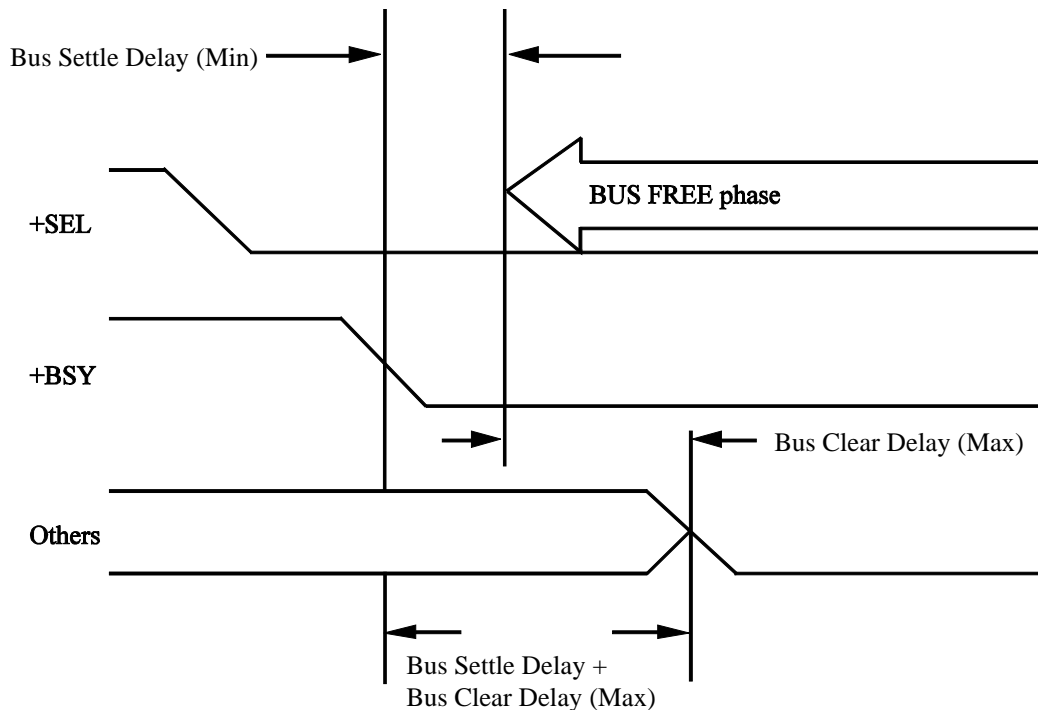 Bus Settle Delay (Min)
BUS FREE phase
+SEL
+BSY
Bus Clear Delay (Max)
Others
Bus Settle Delay +
Bus Clear Delay (Max)